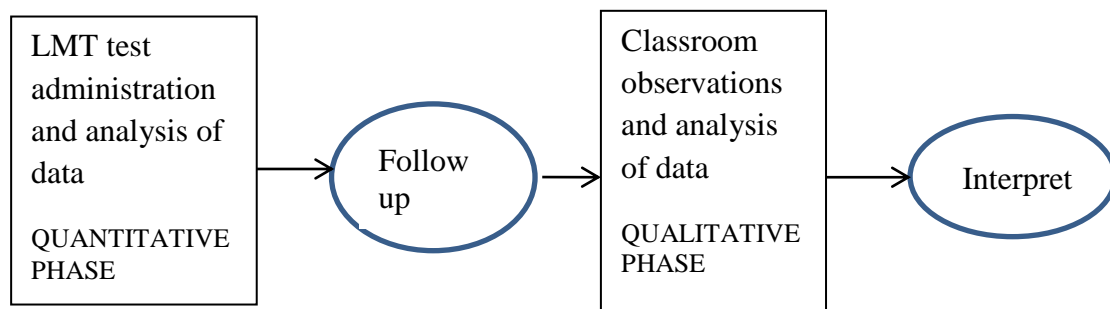 LMT test
administration
and analysis of
data
QUANTITATIVE
PHASE
Follow
up
Classroom
observations
and analysis
of data
QUALITATIVE
PHASE
Interpret